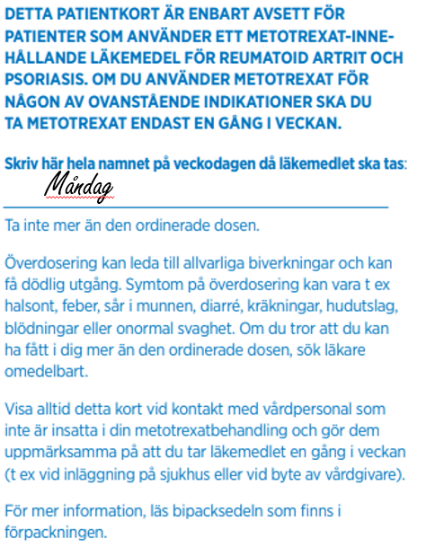 DETTA PATIENTKORT ÄR ENBART AVSETT FÖR
PATIENTER SOM ANVÄNDER ETT METOTREXAT-INNE-
HÅLLANDE LÄKEMEDEL FÖR REUMATOID ARTRIT OCH
PSORIASIS. OM DU ANVÄNDER METOTREXAT FÖR
NÅGON AV OVANSTÅENDE INDIKATIONER SKA DU
TA METOTREXAT ENDAST EN GÅNG I VECKAN.
Skriv här hela namnet på veckodagen då läkemedlet ska tas:
Måndag
Ta inte mer än den ordinerade dosen.
Överdosering kan leda till allvarliga biverkningar och kan
få dödlig utgång. Symtom på överdosering kan vara t ex
halsont, feber, sår i munnen, diarré, kräkningar, hudutslag,
blödningar eller onormal svaghet. Om du tror att du kan
ha fått i dig mer än den ordinerade dosen, sök läkare
omedelbart.
Visa alltid detta kort vid kontakt med vårdpersonal som
inte är insatta i din metotrexatbehandling och gör dem
uppmärksamma på att du tar läkemedlet en gång i veckan
(t ex vid inläggning på sjukhus eller vid byte av vårdgivare).
För mer information, läs bipacksedeln som finns i
förpackningen.